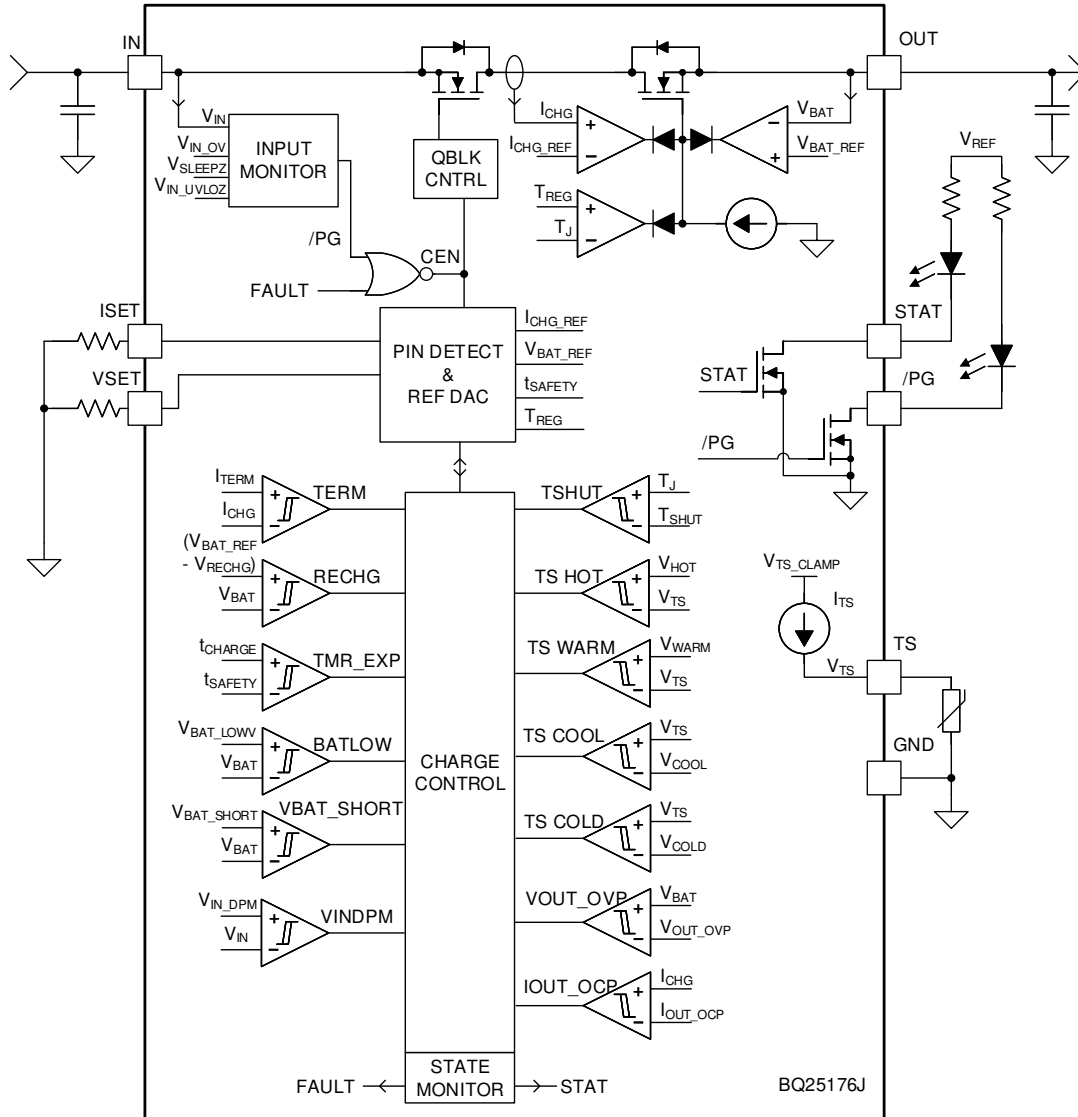 IN
OUT
V_IN
V_IN_OV
V_SLEEPZ
V_IN_UVLOZ
INPUT
MONITOR
QBLK
CNTRL
I_CHG
I_CHG_REF
+
−
V_BAT
V_BAT_REF
−
+
T_REG
T_J
+
−
V_REF
/PG
FAULT
CEN
ISET
VSET
PIN DETECT
&
REF DAC
I_CHG_REF
V_BAT_REF
t_SAFETY
T_REG
STAT
STAT
/PG
/PG
I_TERM
I_CHG
+
−
TERM
(V_BAT_REF
- V_RECHG)
V_BAT
+
−
RECHG
t_CHARGE
t_SAFETY
+
−
TMR_EXP
V_BAT_LOWV
V_BAT
+
−
BATLOW
V_BAT_SHORT
V_BAT
+
−
VBAT_SHORT
V_IN_DPM
V_IN
+
−
VINDPM
CHARGE
CONTROL
TSHUT
+
−
T_J
T_SHUT
TS HOT
+
−
V_HOT
V_TS
TS WARM
+
−
V_WARM
V_TS
TS COOL
+
−
V_TS
V_COOL
TS COLD
+
−
V_TS
V_COLD
VOUT_OVP
+
−
V_BAT
V_OUT_OVP
IOUT_OCP
+
−
I_CHG
I_OUT_OCP
V_TS_CLAMP
I_TS
V_TS
TS
GND
STATE
MONITOR
FAULT
STAT
BQ25176J